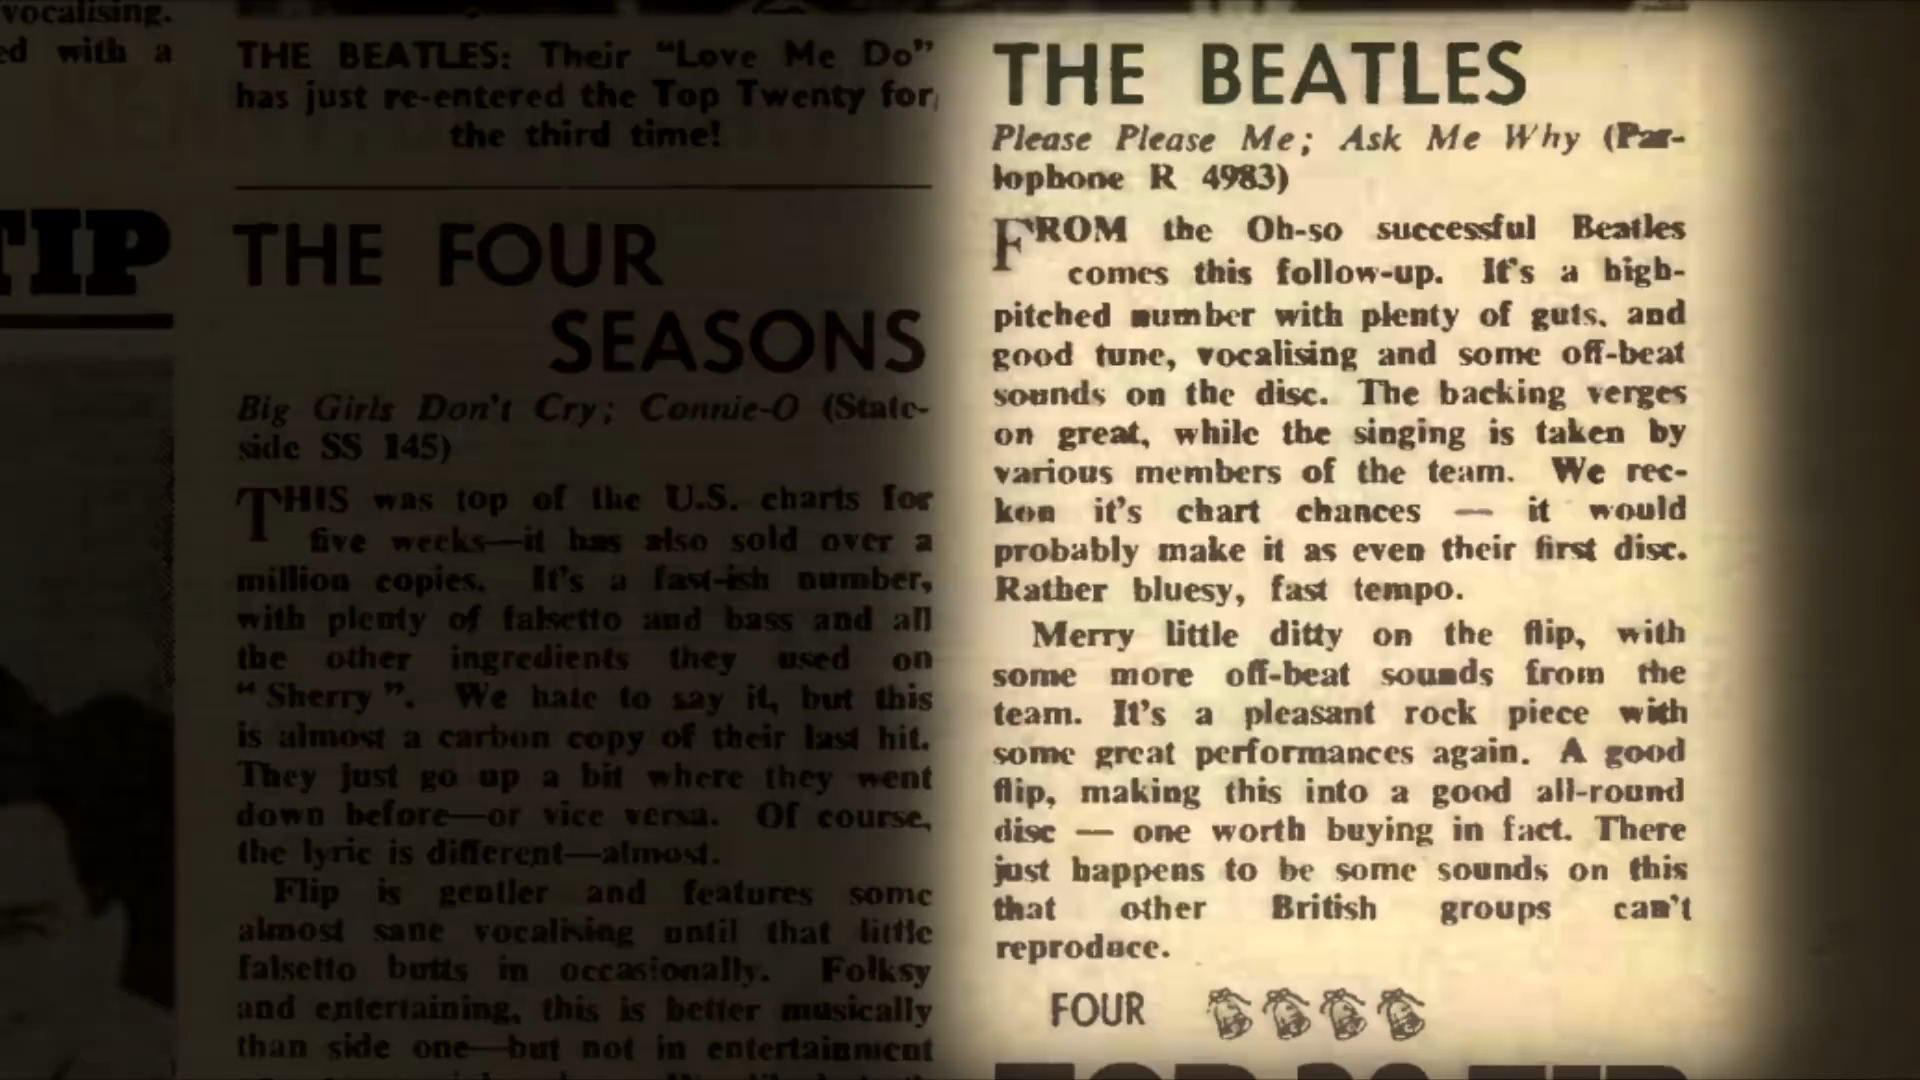 vocalising.
ed with a
TIP
THE BEATLES: Their "Love Me Do"
has just re-entered the Top Twenty for
the third time!
THE FOUR
SEASONS
Big Girls Don't Cry; Connie-O (State-
side SS 145)
THIS was top of the U.S. charts for
five weeks—it has also sold over a
million copies. It's a fast-ish number,
with plenty of falsetto and bass and all
the other ingredients they used on
"Sherry". We hate to say it, but this
is almost a carbon copy of their last hit.
They just go up a bit where they went
down before—or vice versa. Of course,
the lyric is different—almost.
Flip is gentler and features some
almost sane vocalising until that little
falsetto butts in occasionally. Folksy
and entertaining, this is better musically
than side one—but not in entertainment
THE BEATLES
Please Please Me; Ask Me Why (Par-
lophone R 4983)
FROM the Oh-so successful Beatles
comes this follow-up. It's a high-
pitched number with plenty of guts, and
good tune, vocalising and some off-beat
sounds on the disc. The backing verges
on great, while the singing is taken by
various members of the team. We rec-
kon it's chart chances — it would
probably make it as even their first disc.
Rather bluesy, fast tempo.
Merry little ditty on the flip, with
some more off-beat sounds from the
team. It's a pleasant rock piece with
some great performances again. A good
flip, making this into a good all-round
disc — one worth buying in fact. There
just happens to be some sounds on this
that other British groups can't
reproduce.
FOUR